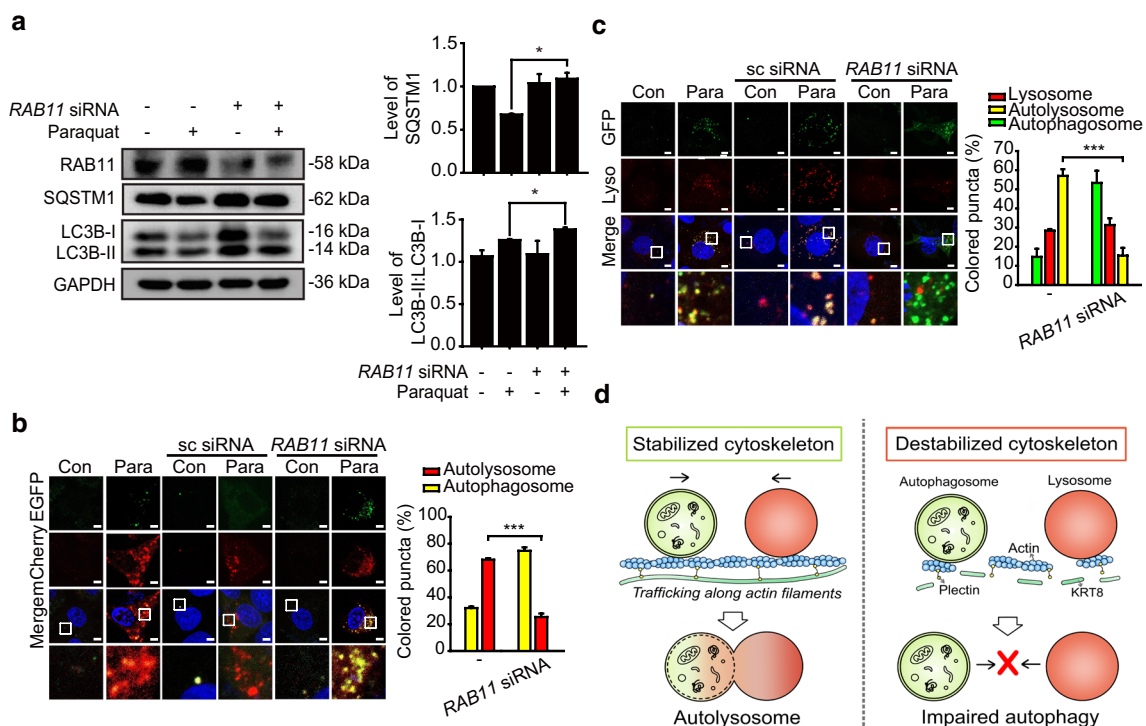 a
RAB11 siRNA - - + +
Paraquat - + - +
RAB11 -58 kDa
SQSTM1 -62 kDa
LC3B-I -16 kDa
LC3B-II -14 kDa
GAPDH -36 kDa
Level of
SQSTM1
1.5
1.0
0.5
0.0
*
Level of
LC3B-II:LC3B-I
1.5
1.0
0.5
0.0
*
RAB11 siRNA - - + +
Paraquat - + - +
b
sc siRNA RAB11 siRNA
Con Para Con Para Con Para
EGFP
mCherry
Merge
Autolysosome
Autophagosome
Colored puncta (%)
100
80
60
40
20
0
***
- RAB11 siRNA
c
sc siRNA RAB11 siRNA
Con Para Con Para Con Para
GFP
Lyso
Merge
Lysosome
Autolysosome
Autophagosome
Colored puncta (%)
70
60
50
40
30
20
10
0
***
- RAB11 siRNA
d
Stabilized cytoskeleton
Trafficking along actin filaments
Autolysosome
Destabilized cytoskeleton
Autophagosome
Lysosome
Actin
Plectin
KRT8
Impaired autophagy